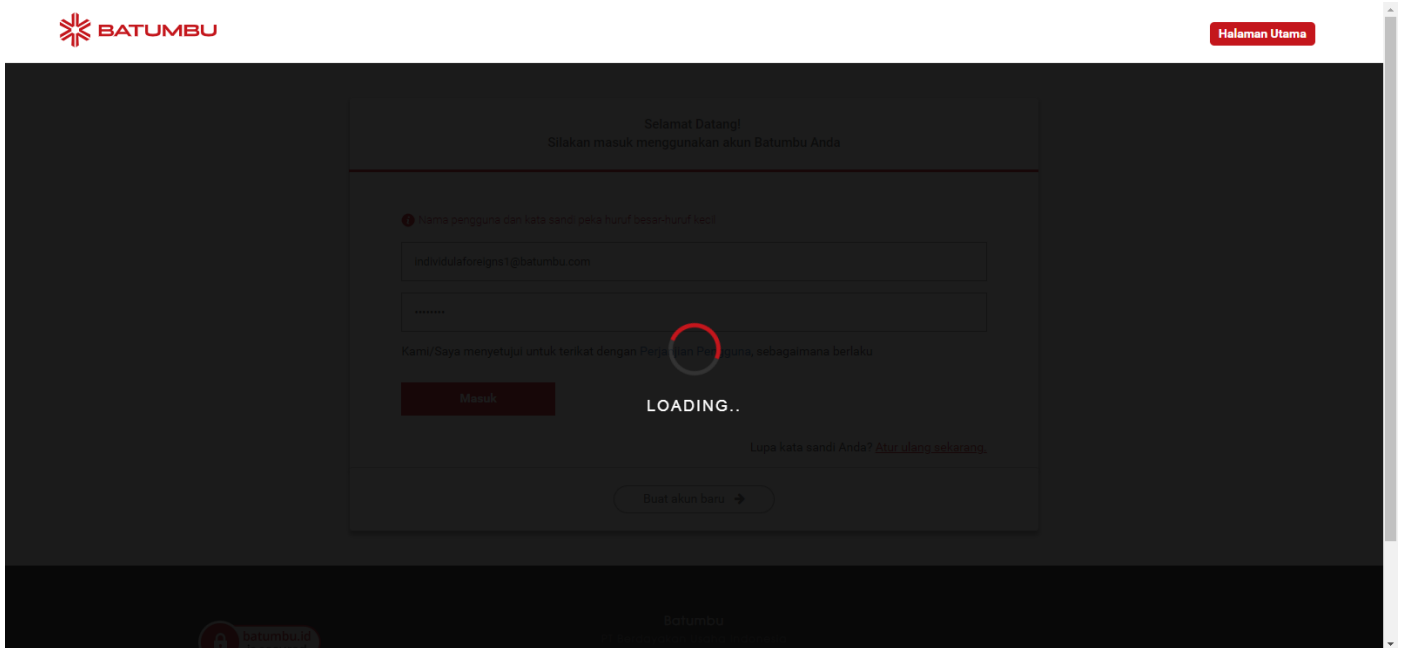 BATUMBU
Halaman Utama
Selamat Datang!
Silakan masuk menggunakan akun Batumbu Anda
Nama pengguna dan kata sandi peka huruf besar-huruf kecil
individulaforeigns1@batumbu.com
Kami/Saya menyetujui untuk terikat dengan Perjanjian Pengguna, sebagaimana berlaku
Masuk
LOADING..
Lupa kata sandi Anda? Atur ulang sekarang.
Buat akun baru
Batumbu
batumbu.id